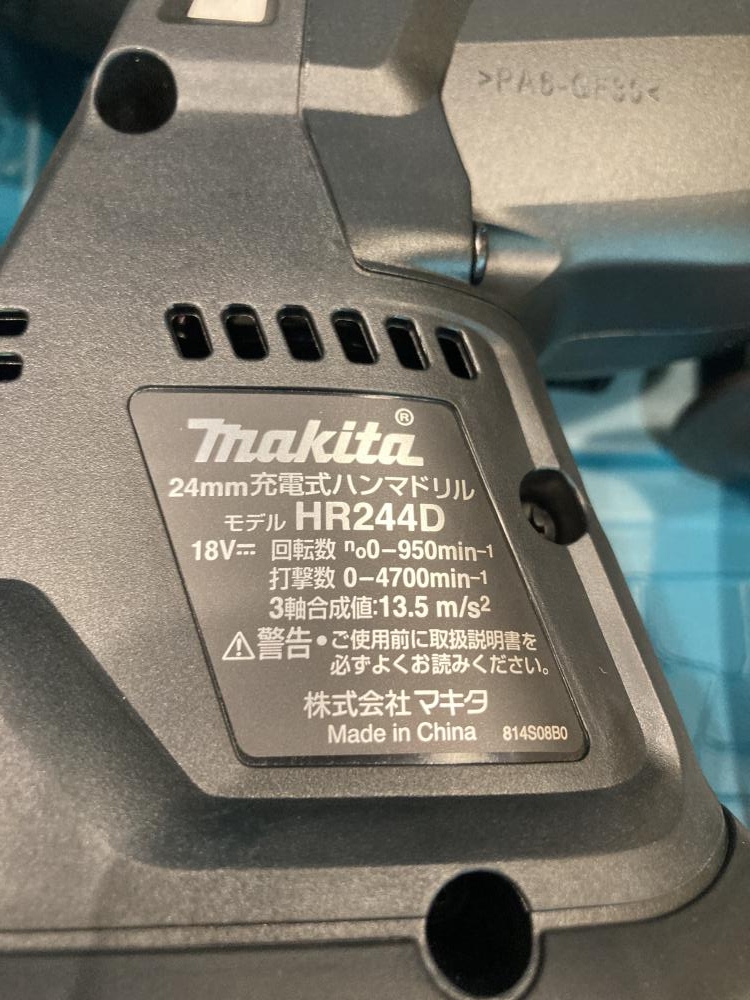 >PA6-GF35<
makita®
24mm充電式ハンマドリル
モデル HR244D
18V⎓ 回転数 n₀0-950min⁻¹
打撃数 0-4700min⁻¹
3軸合成値:13.5 m/s²
⚠警告•ご使用前に取扱説明書を
必ずよくお読みください。
株式会社マキタ
Made in China 814S08B0